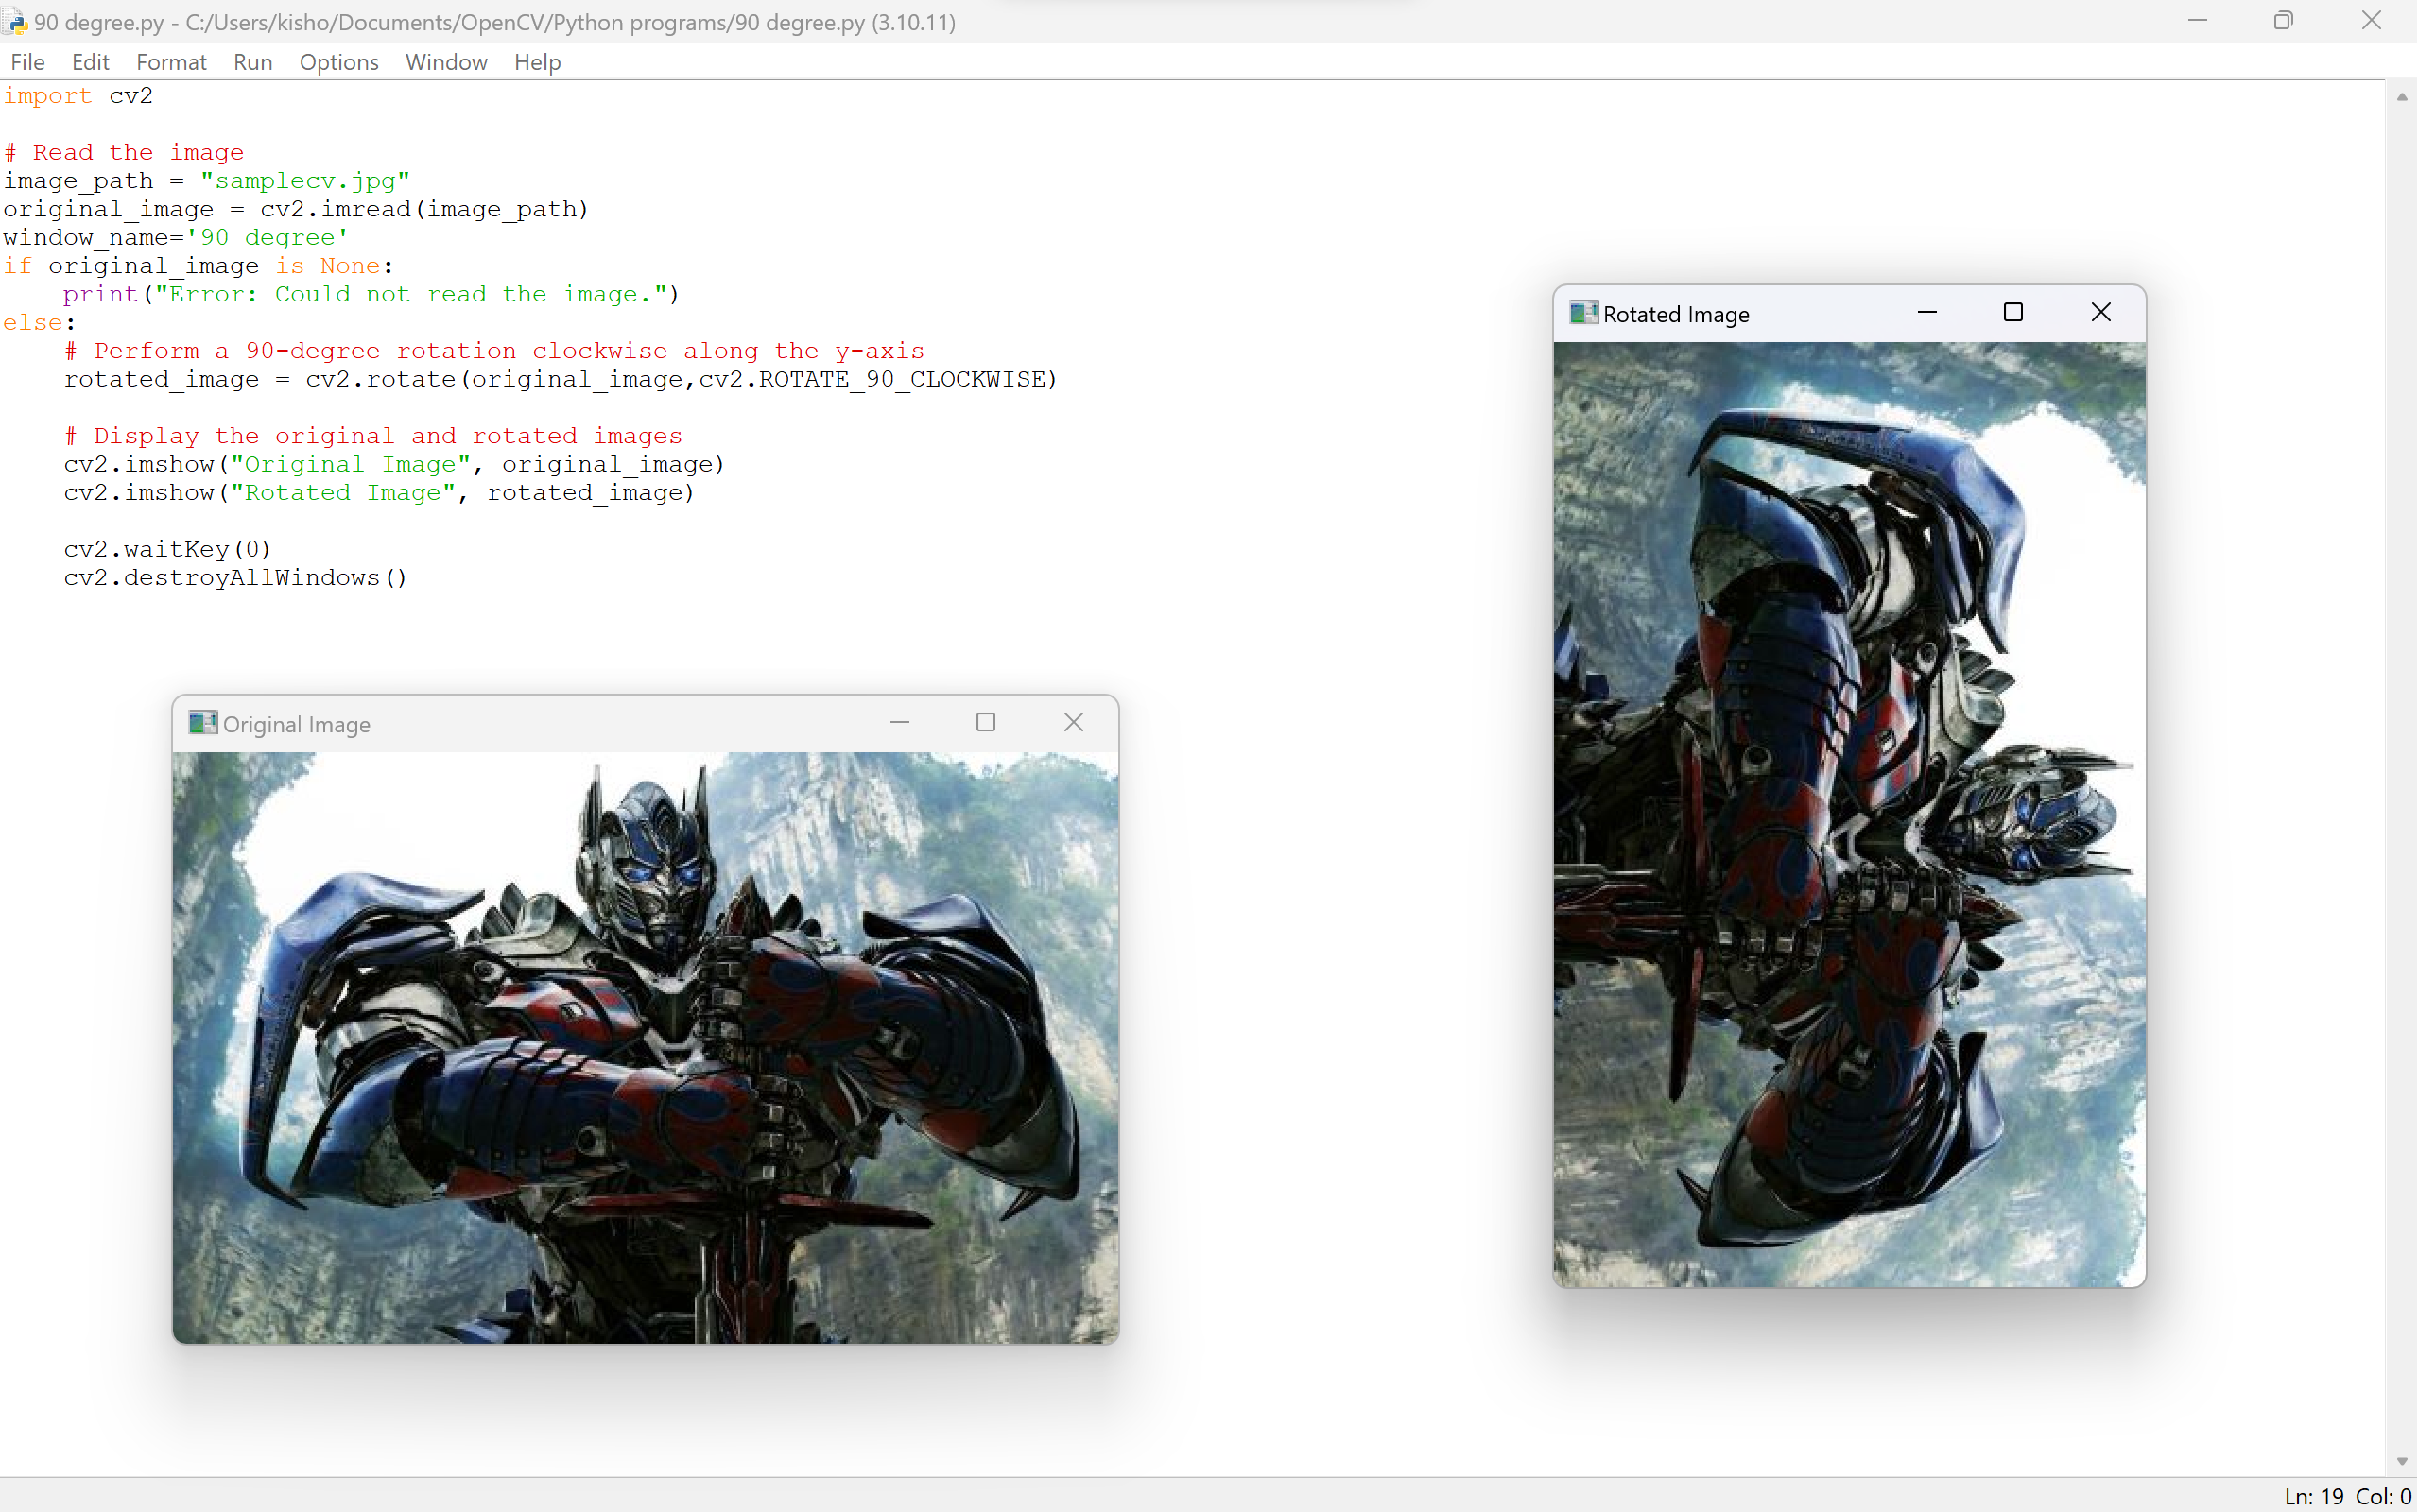 90 degree.py - C:/Users/kisho/Documents/OpenCV/Python programs/90 degree.py (3.10.11)
File Edit Format Run Options Window Help
import cv2
# Read the image
image_path = "samplecv.jpg"
original_image = cv2.imread(image_path)
window_name='90 degree'
if original_image is None:
    print("Error: Could not read the image.")
else:
    # Perform a 90-degree rotation clockwise along the y-axis
    rotated_image = cv2.rotate(original_image,cv2.ROTATE_90_CLOCKWISE)
    # Display the original and rotated images
    cv2.imshow("Original Image", original_image)
    cv2.imshow("Rotated Image", rotated_image)
    cv2.waitKey(0)
    cv2.destroyAllWindows()
Rotated Image
Original Image
Ln: 19 Col: 0